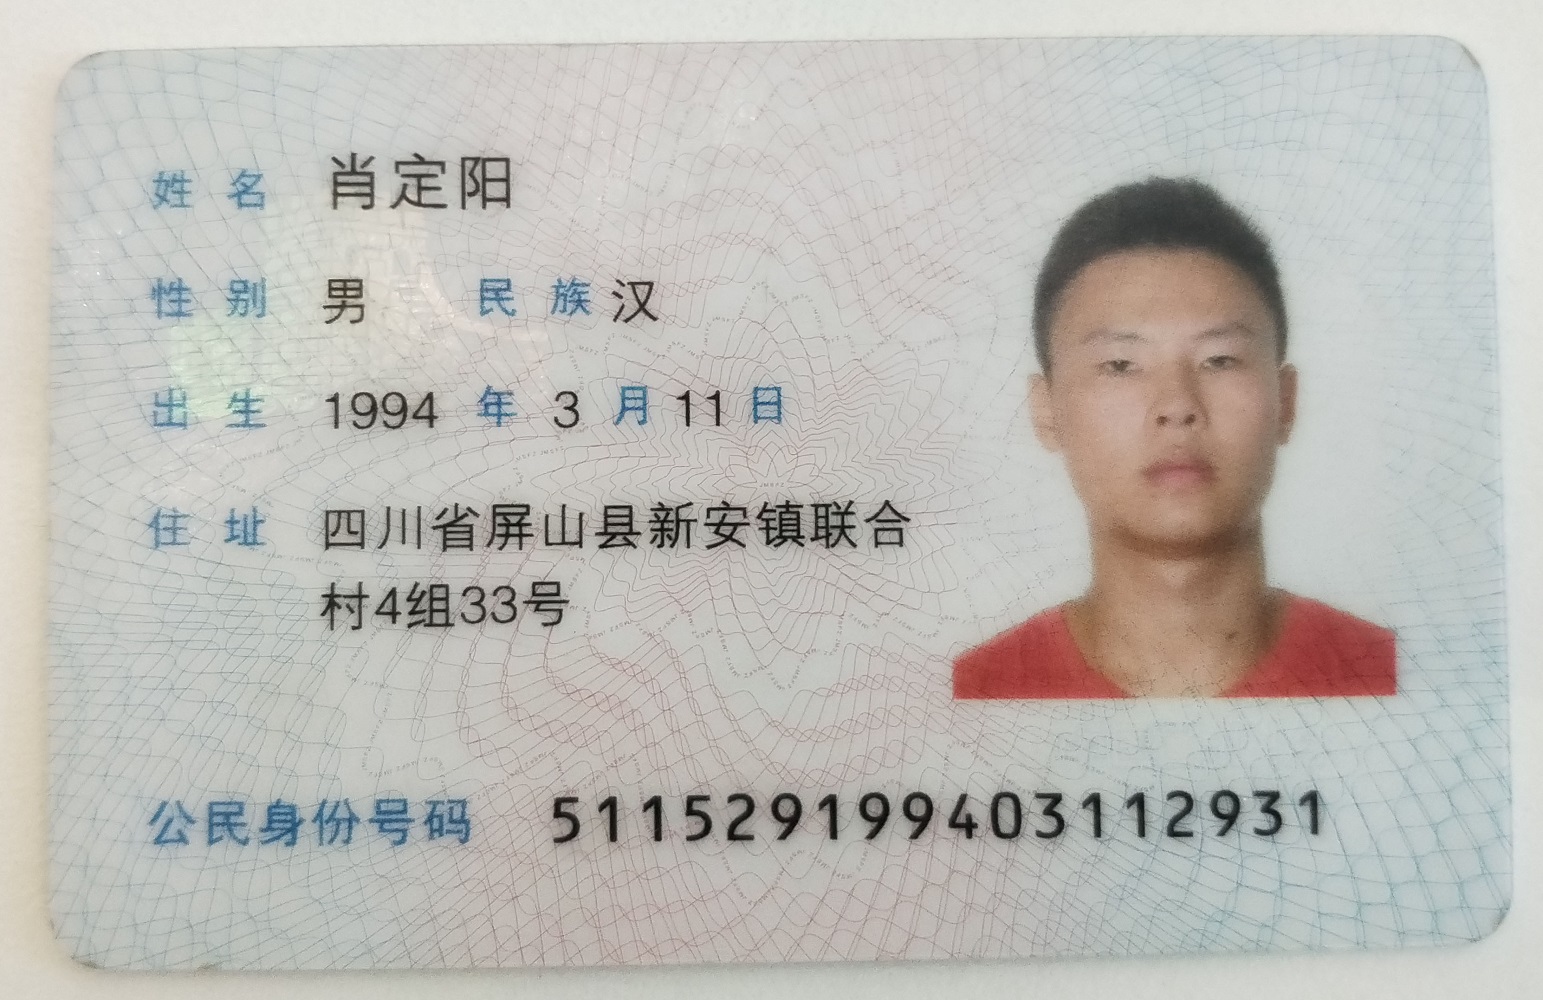 姓名 肖定阳
性别 男 民族 汉
出生 1994 年 3 月 11 日
住址 四川省屏山县新安镇联合
村4组33号
公民身份号码 511529199403112931